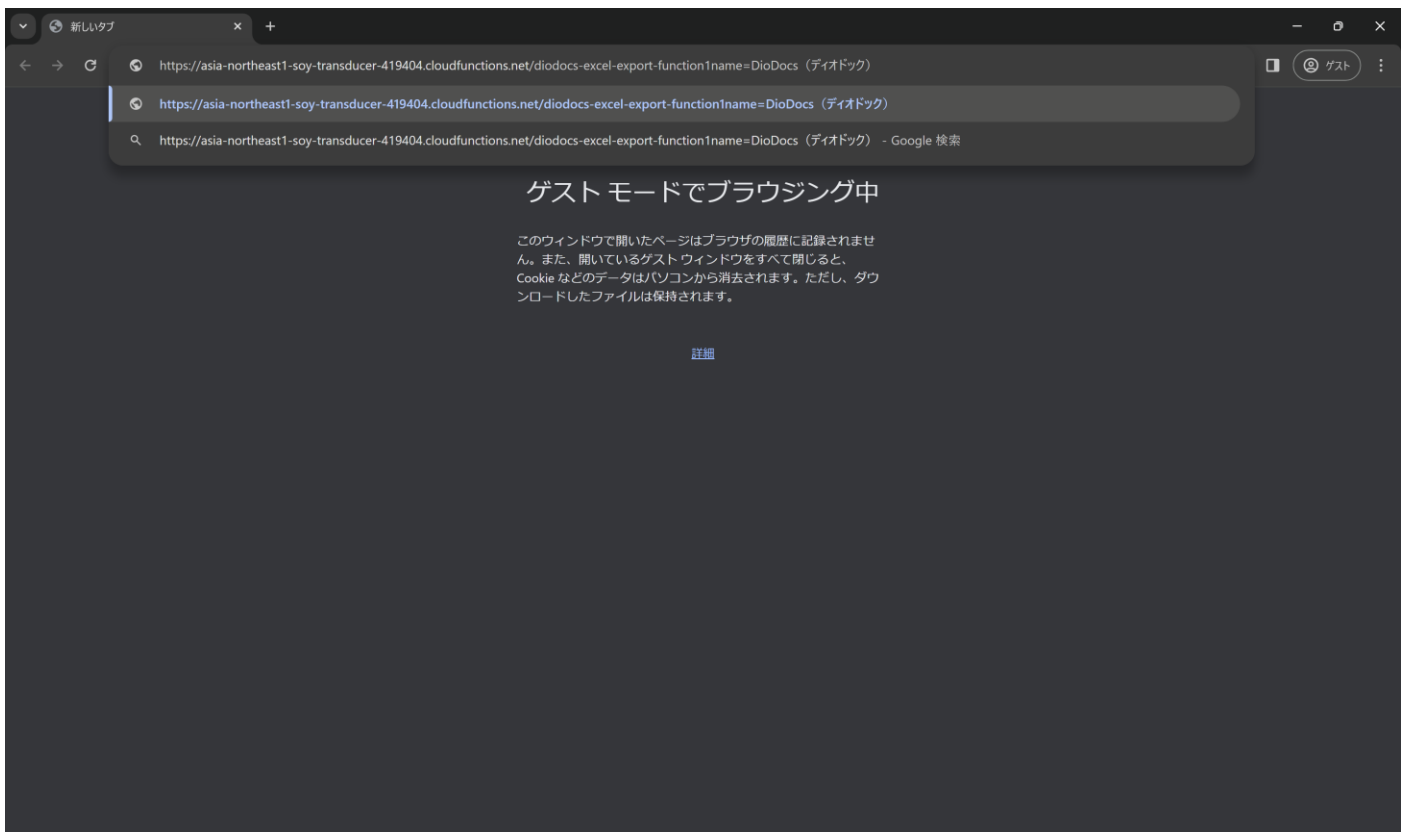 新しいタブ
https://asia-northeast1-soy-transducer-419404.cloudfunctions.net/diodocs-excel-export-function1name=DioDocs（ディオドック）
ゲスト
https://asia-northeast1-soy-transducer-419404.cloudfunctions.net/diodocs-excel-export-function1name=DioDocs（ディオドック）
https://asia-northeast1-soy-transducer-419404.cloudfunctions.net/diodocs-excel-export-function1name=DioDocs（ディオドック） - Google 検索
ゲスト モードでブラウジング中
このウィンドウで開いたページはブラウザの履歴に記録されませ
ん。また、開いているゲスト ウィンドウをすべて閉じると、
Cookie などのデータはパソコンから消去されます。ただし、ダウ
ンロードしたファイルは保持されます。
詳細